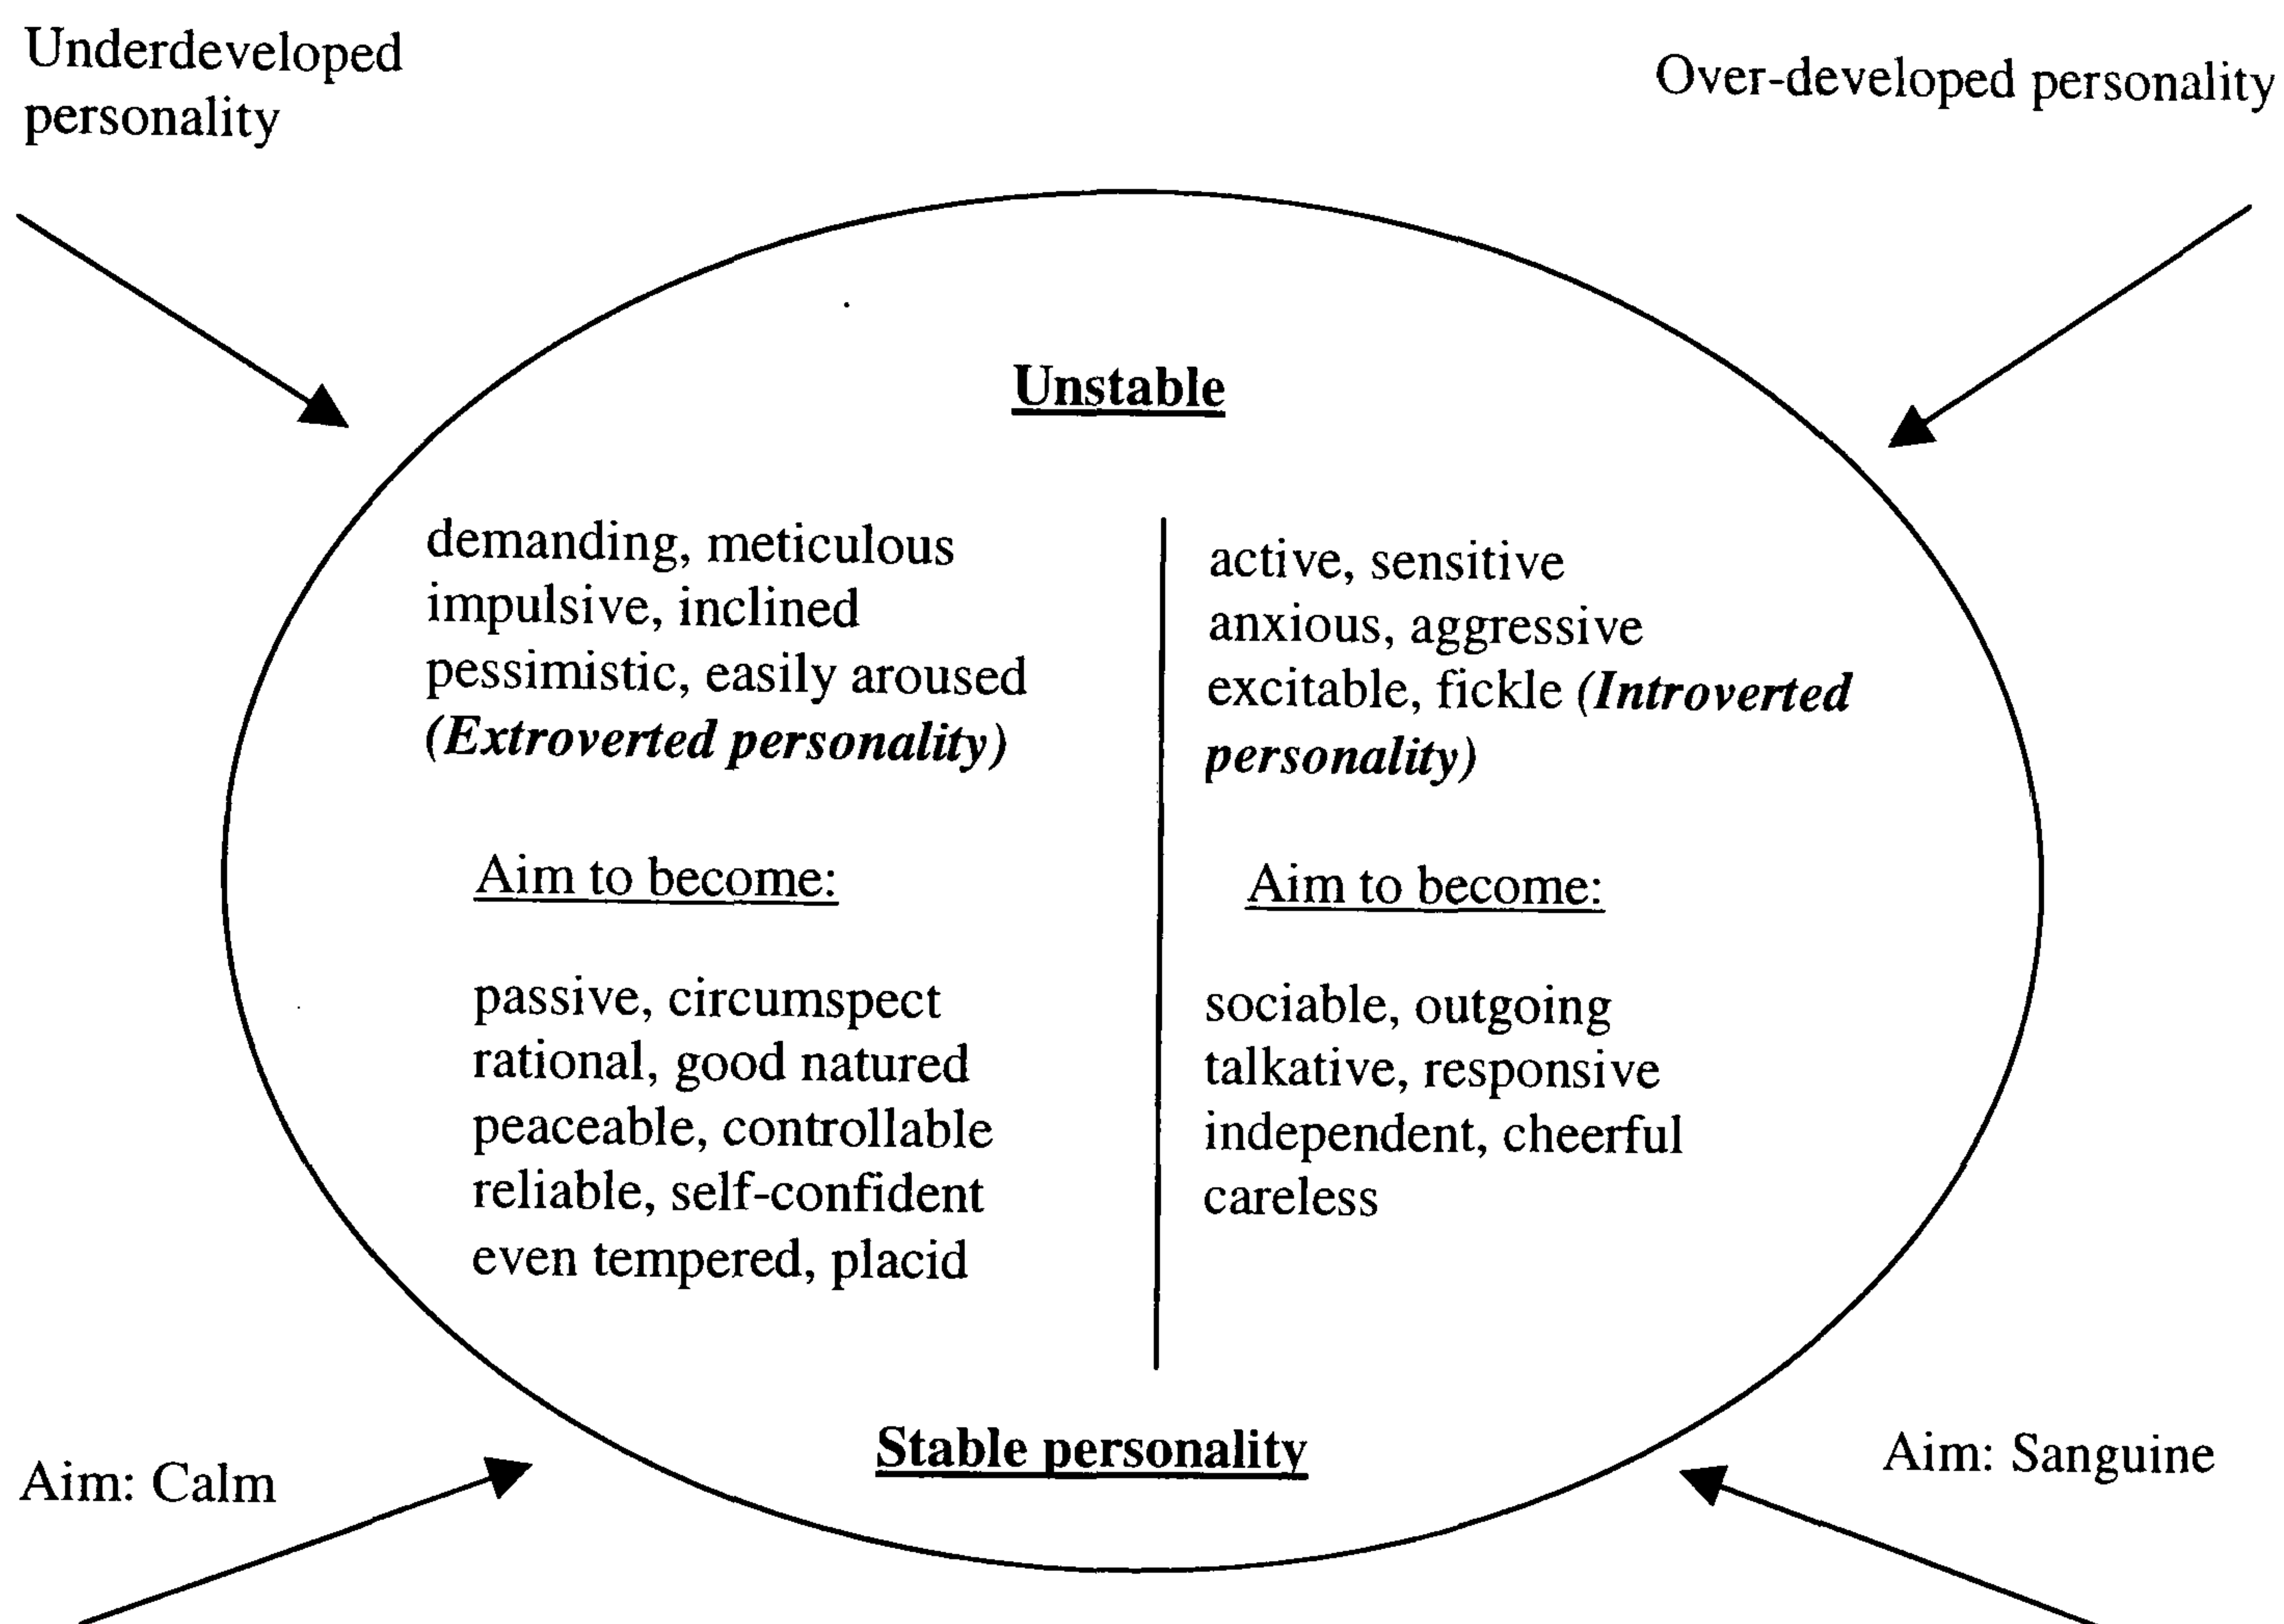 Underdeveloped
personality
Over-developed personality
Unstable
demanding, meticulous
impulsive, inclined
pessimistic, easily aroused
(Extroverted personality)
active, sensitive
anxious, aggressive
excitable, fickle (Introverted
personality)
Aim to become:
passive, circumspect
rational, good natured
peaceable, controllable
reliable, self-confident
even tempered, placid
Aim to become:
sociable, outgoing
talkative, responsive
independent, cheerful
careless
Stable personality
Aim: Calm
Aim: Sanguine